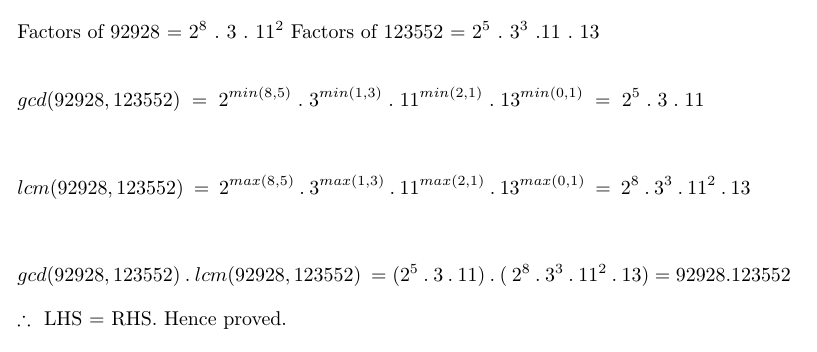 Factors of 92928 = 2⁸ . 3 . 11² Factors of 123552 = 2⁵ . 3³ .11 . 13
gcd(92928, 123552) = 2^{min(8,5)} . 3^{min(1,3)} . 11^{min(2,1)} . 13^{min(0,1)} = 2⁵ . 3 . 11
lcm(92928, 123552) = 2^{max(8,5)} . 3^{max(1,3)} . 11^{max(2,1)} . 13^{max(0,1)} = 2⁸ . 3³ . 11² . 13
gcd(92928, 123552) . lcm(92928, 123552) = (2⁵ . 3 . 11) . ( 2⁸ . 3³ . 11² . 13) = 92928.123552
∴ LHS = RHS. Hence proved.